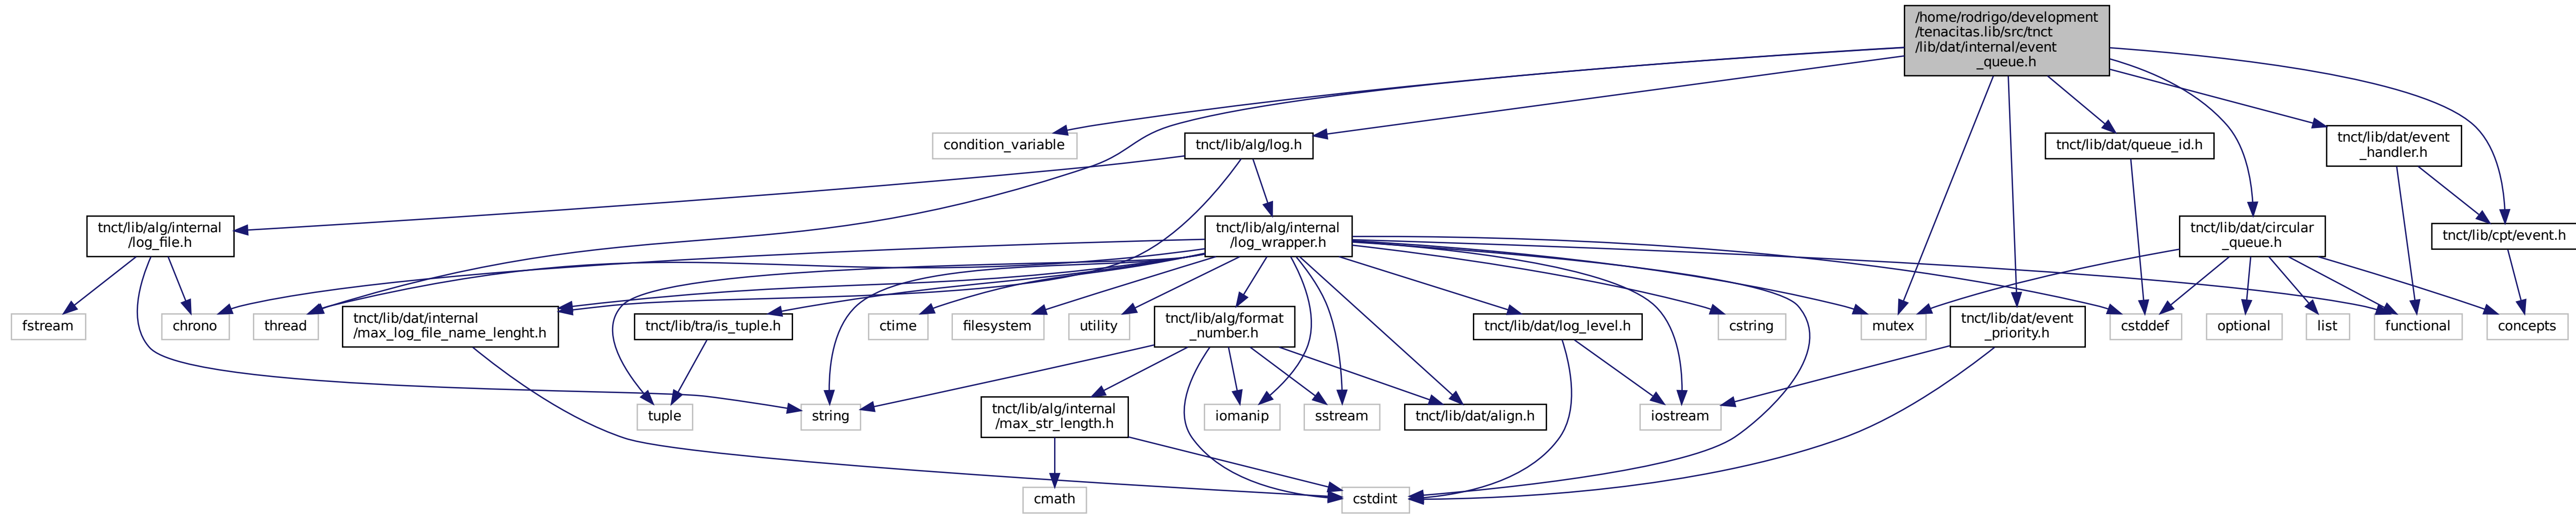 /home/rodrigo/development
/tenacitas.lib/src/tnct
/lib/dat/internal/event
_queue.h
condition_variable
tnct/lib/alg/log.h
tnct/lib/dat/queue_id.h
tnct/lib/dat/event
_handler.h
tnct/lib/alg/internal
/log_file.h
tnct/lib/alg/internal
/log_wrapper.h
tnct/lib/dat/circular
_queue.h
tnct/lib/cpt/event.h
fstream
chrono
thread
tnct/lib/dat/internal
/max_log_file_name_lenght.h
tnct/lib/tra/is_tuple.h
ctime
filesystem
utility
tnct/lib/alg/format
_number.h
tnct/lib/dat/log_level.h
cstring
mutex
tnct/lib/dat/event
_priority.h
cstddef
optional
list
functional
concepts
tuple
string
tnct/lib/alg/internal
/max_str_length.h
iomanip
sstream
tnct/lib/dat/align.h
iostream
cmath
cstdint